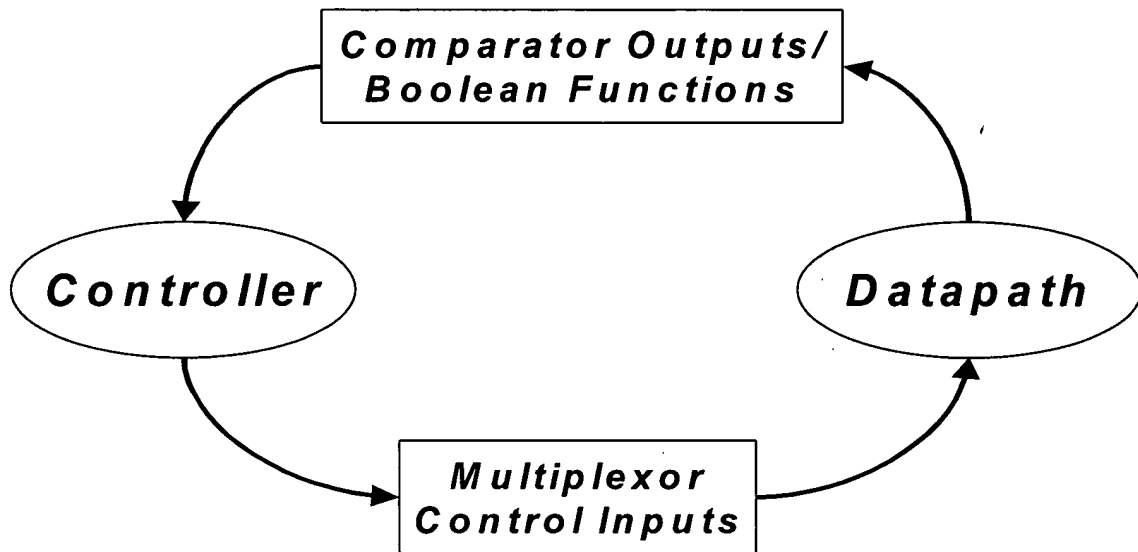 Comparator Outputs/
Boolean Functions
Controller
Datapath
Multiplexor
Control Inputs